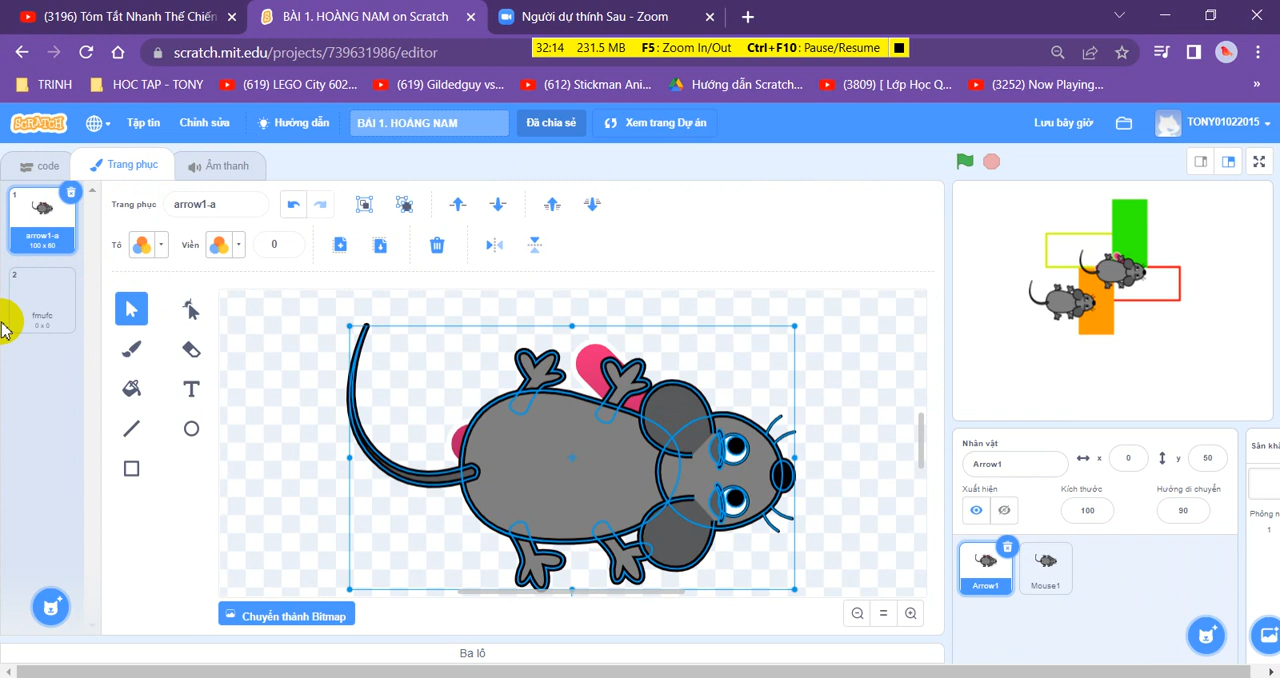 (3196) Tóm Tắt Nhanh Thế Chiến
BÀI 1. HOÀNG NAM on Scratch
Người dự thính Sau - Zoom
scratch.mit.edu/projects/739631986/editor
32:14 231.5 MB F5: Zoom In/Out Ctrl+F10: Pause/Resume
TRINH
HOC TAP - TONY
(619) LEGO City 602...
(619) Gildedguy vs...
(612) Stickman Ani...
Hướng dẫn Scratch...
(3809) [ Lớp Học C...
(3252) Now Playing...
»
SCRATCH
Tập tin
Chỉnh sửa
Hướng dẫn
BÀI 1. HOÀNG NAM
Đã chia sẻ
Xem trang Dự án
Lưu bây giờ
TONY01022015
code
Trang phục
Âm thanh
1
arrow1-a
100 x 60
2
fmufc
0 x 0
Trang phục
arrow1-a
Tô
Viền
0
T
Chuyển thành Bitmap
Ba lô
Nhân vật
Arrow1
x
0
y
50
Xuất hiện
Kích thước
100
Hướng di chuyển
90
Arrow1
Mouse1
Sân khấ
Phông n
1